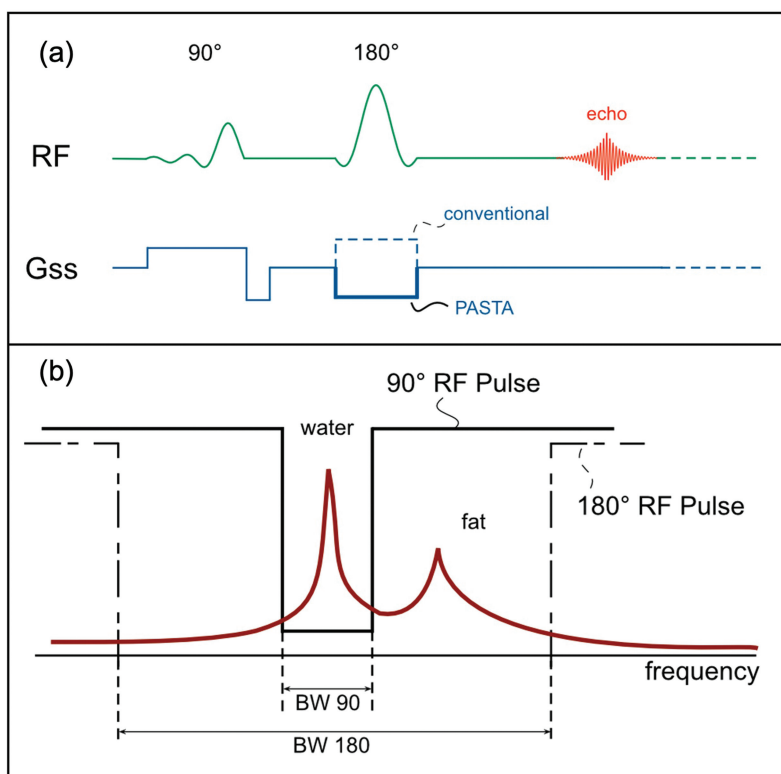 (a)
90°
180°
echo
RF
conventional
Gss
PASTA
(b)
90° RF Pulse
water
180° RF Pulse
fat
frequency
BW 90
BW 180